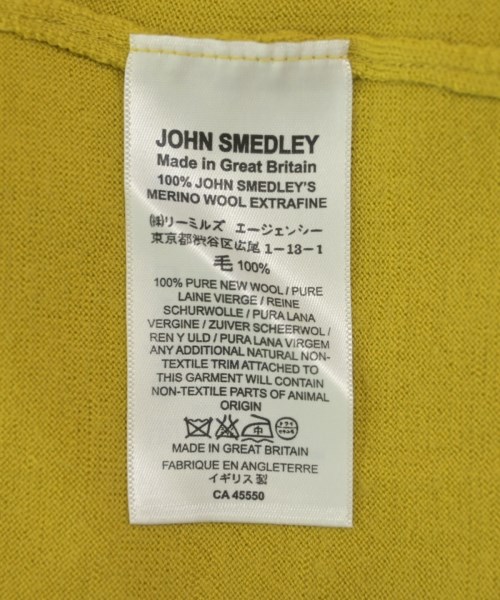 JOHN SMEDLEY
Made in Great Britain
100% JOHN SMEDLEY'S
MERINO WOOL EXTRAFINE
㈱リーミルズ エージェンシー
東京都渋谷区広尾1-13-1
毛 100%
100% PURE NEW WOOL / PURE
LAINE VIERGE / REINE
SCHURWOLLE / PURA LANA
VERGINE / ZUIVER SCHEERWOL /
REN Y ULD / PURA LANA VIRGEM
ANY ADDITIONAL NATURAL NON-
TEXTILE TRIM ATTACHED TO
THIS GARMENT WILL CONTAIN
NON-TEXTILE PARTS OF ANIMAL
ORIGIN
中 ドライ
MADE IN GREAT BRITAIN
FABRIQUE EN ANGLETERRE
イギリス製
CA 45550